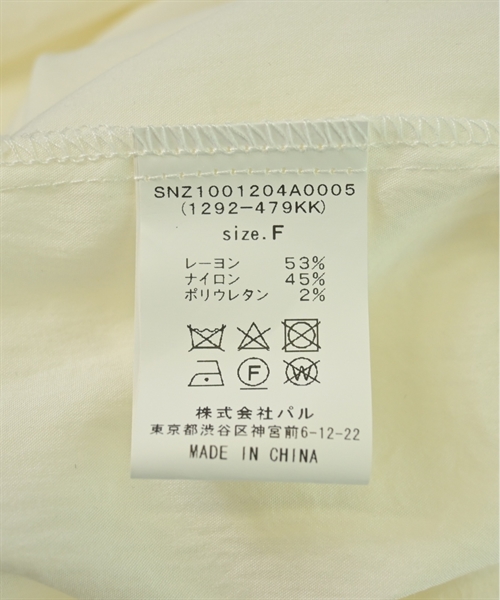 SNZ1001204A0005
(1292-479KK)
size.F
レーヨン 53%
ナイロン 45%
ポリウレタン 2%
F W
株式会社パル
東京都渋谷区神宮前6-12-22
MADE IN CHINA